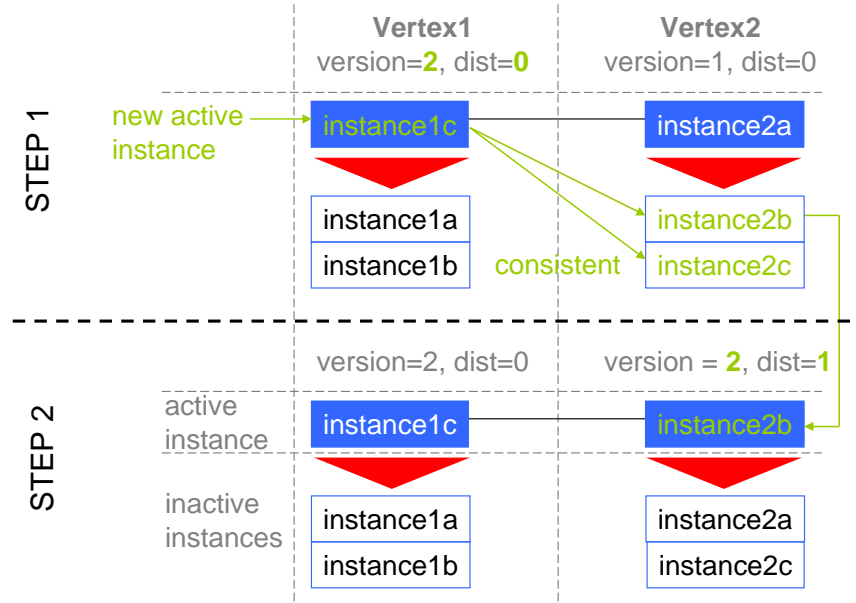 Vertex1
Vertex2
version=2, dist=0
version=1, dist=0
STEP 1
new active
instance
instance1c
instance2a
instance1a
instance1b
consistent
instance2b
instance2c
version=2, dist=0
version = 2, dist=1
STEP 2
active
instance
instance1c
instance2b
inactive
instances
instance1a
instance1b
instance2a
instance2c